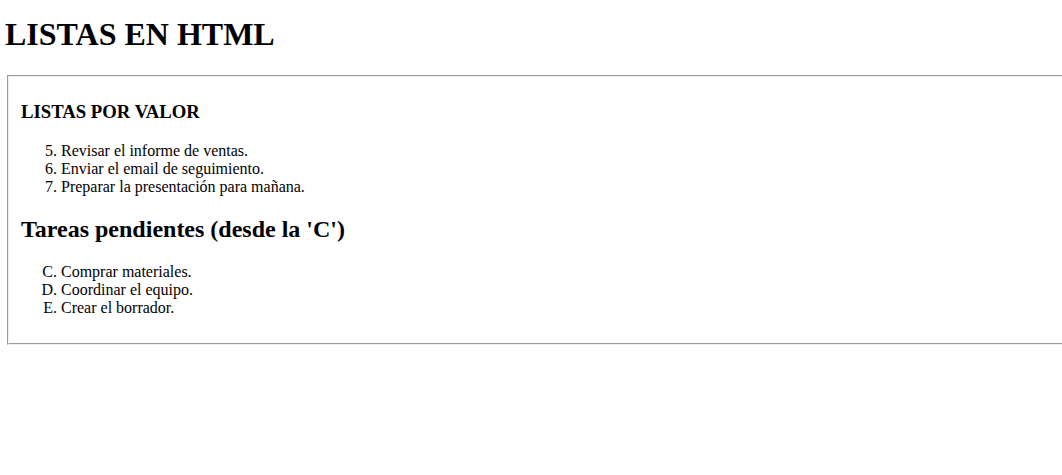 LISTAS EN HTML
LISTAS POR VALOR
5. Revisar el informe de ventas.
6. Enviar el email de seguimiento.
7. Preparar la presentación para mañana.
Tareas pendientes (desde la 'C')
C. Comprar materiales.
D. Coordinar el equipo.
E. Crear el borrador.